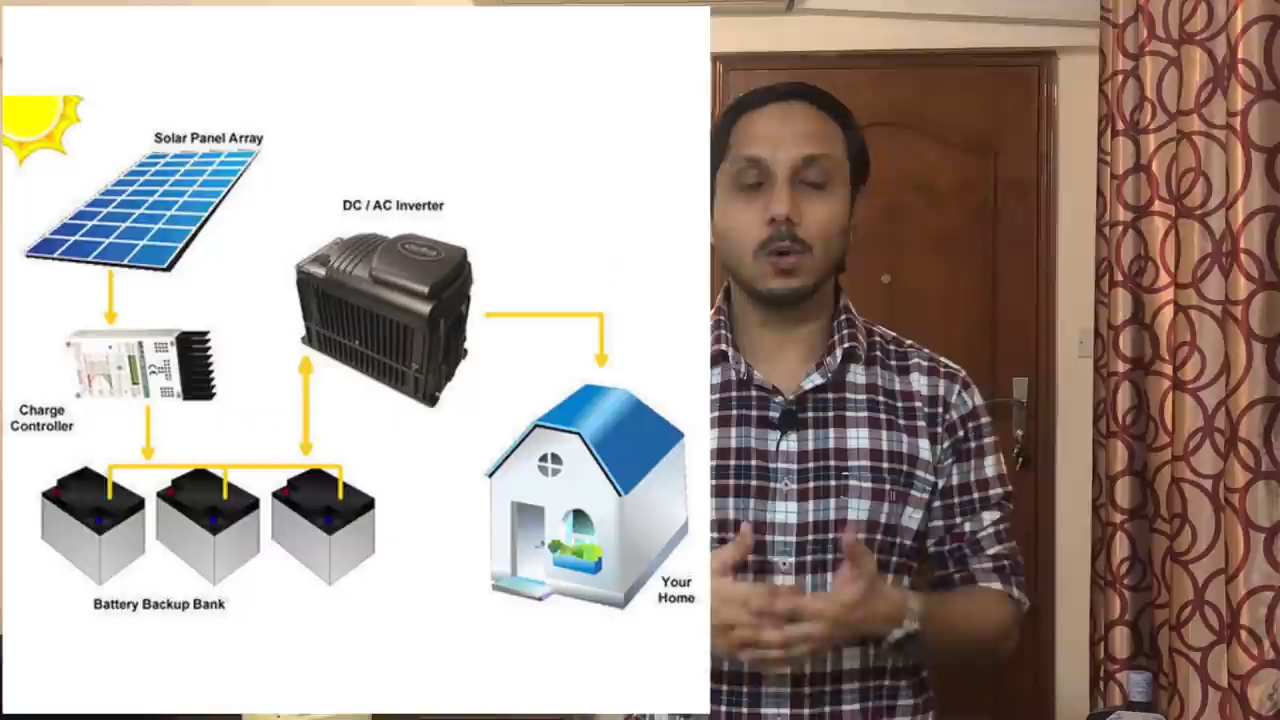 Solar Panel Array
DC / AC Inverter
Charge
Controller
Battery Backup Bank
Your
Home